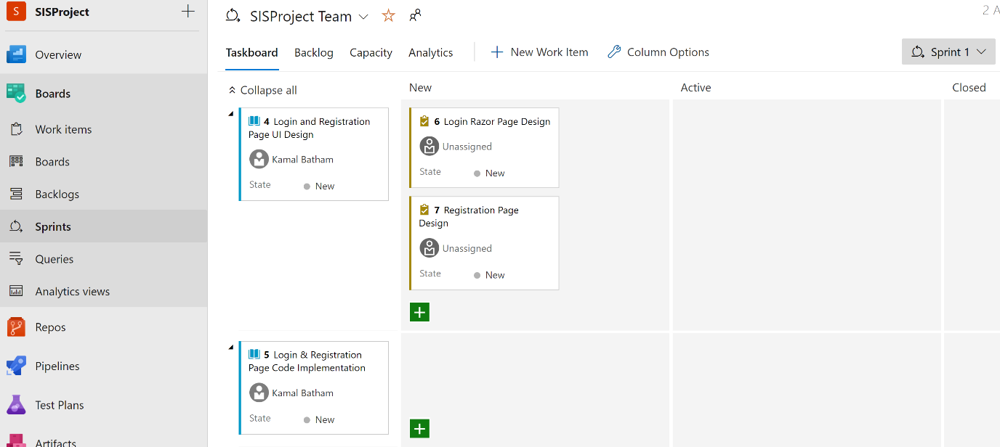 S SISProject
Overview
Boards
Work items
Boards
Backlogs
Sprints
Queries
Analytics views
Repos
Pipelines
Test Plans
Artifacts
SISProject Team
2 A
Taskboard Backlog Capacity Analytics New Work Item Column Options Sprint 1
Collapse all New Active Closed
4 Login and Registration
Page UI Design
Kamal Batham
State New
6 Login Razor Page Design
Unassigned
State New
7 Registration Page
Design
Unassigned
State New
5 Login & Registration
Page Code Implementation
Kamal Batham
State New